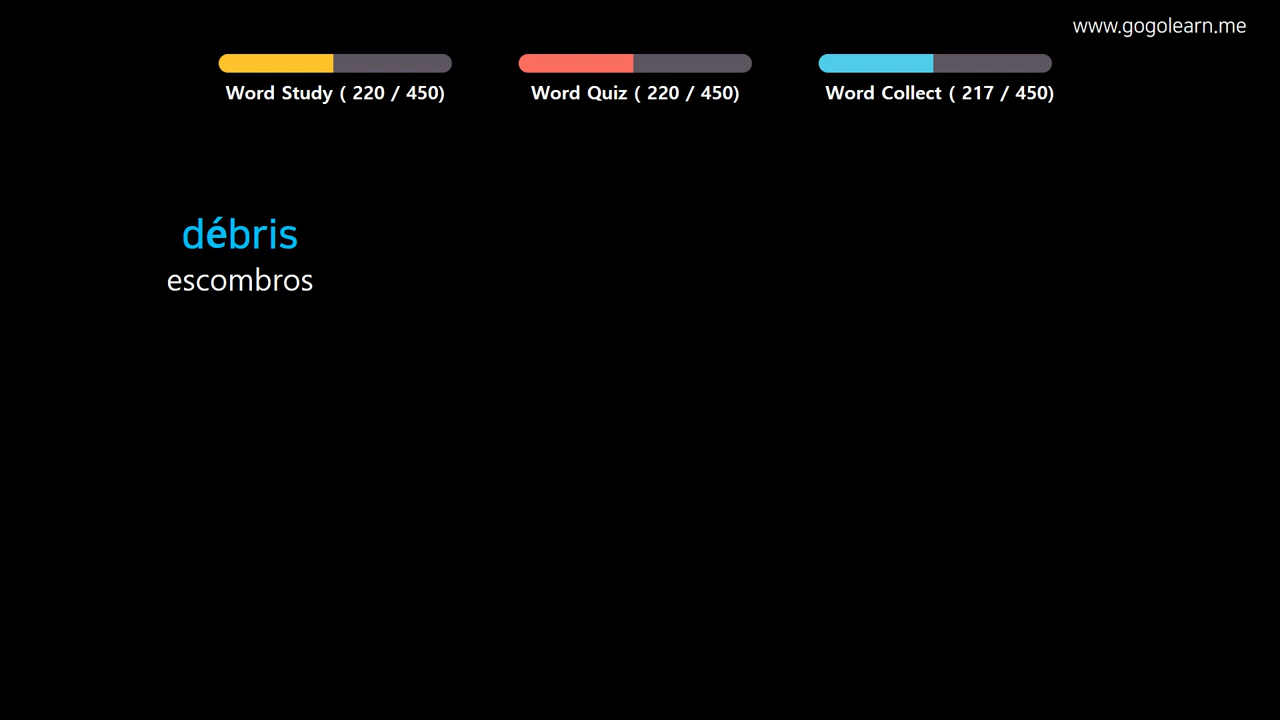 www.gogolearn.me
Word Study ( 220 / 450)
Word Quiz ( 220 / 450)
Word Collect ( 217 / 450)
débris
escombros